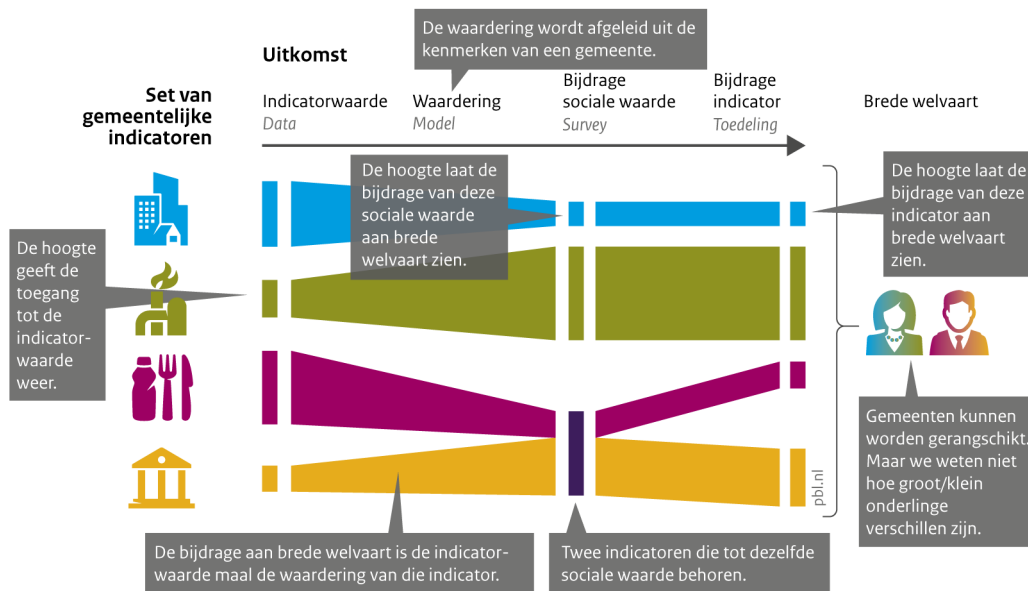 De waardering wordt afgeleid uit de
kenmerken van een gemeente.
Uitkomst
Set van
gemeentelijke
indicatoren
Indicatorwaarde
Data
Waardering
Model
Bijdrage
sociale waarde
Survey
Bijdrage
indicator
Toedeling
Brede welvaart
De hoogte laat de
bijdrage van deze
sociale waarde
aan brede
welvaart zien.
De hoogte laat de
bijdrage van deze
indicator aan
brede welvaart
zien.
De hoogte
geeft de
toegang
tot de
indicator-
waarde
weer.
Gemeenten kunnen
worden gerangschikt.
Maar we weten niet
hoe groot/klein
onderlinge
verschillen zijn.
pbl.nl
De bijdrage aan brede welvaart is de indicator-
waarde maal de waardering van die indicator.
Twee indicatoren die tot dezelfde
sociale waarde behoren.